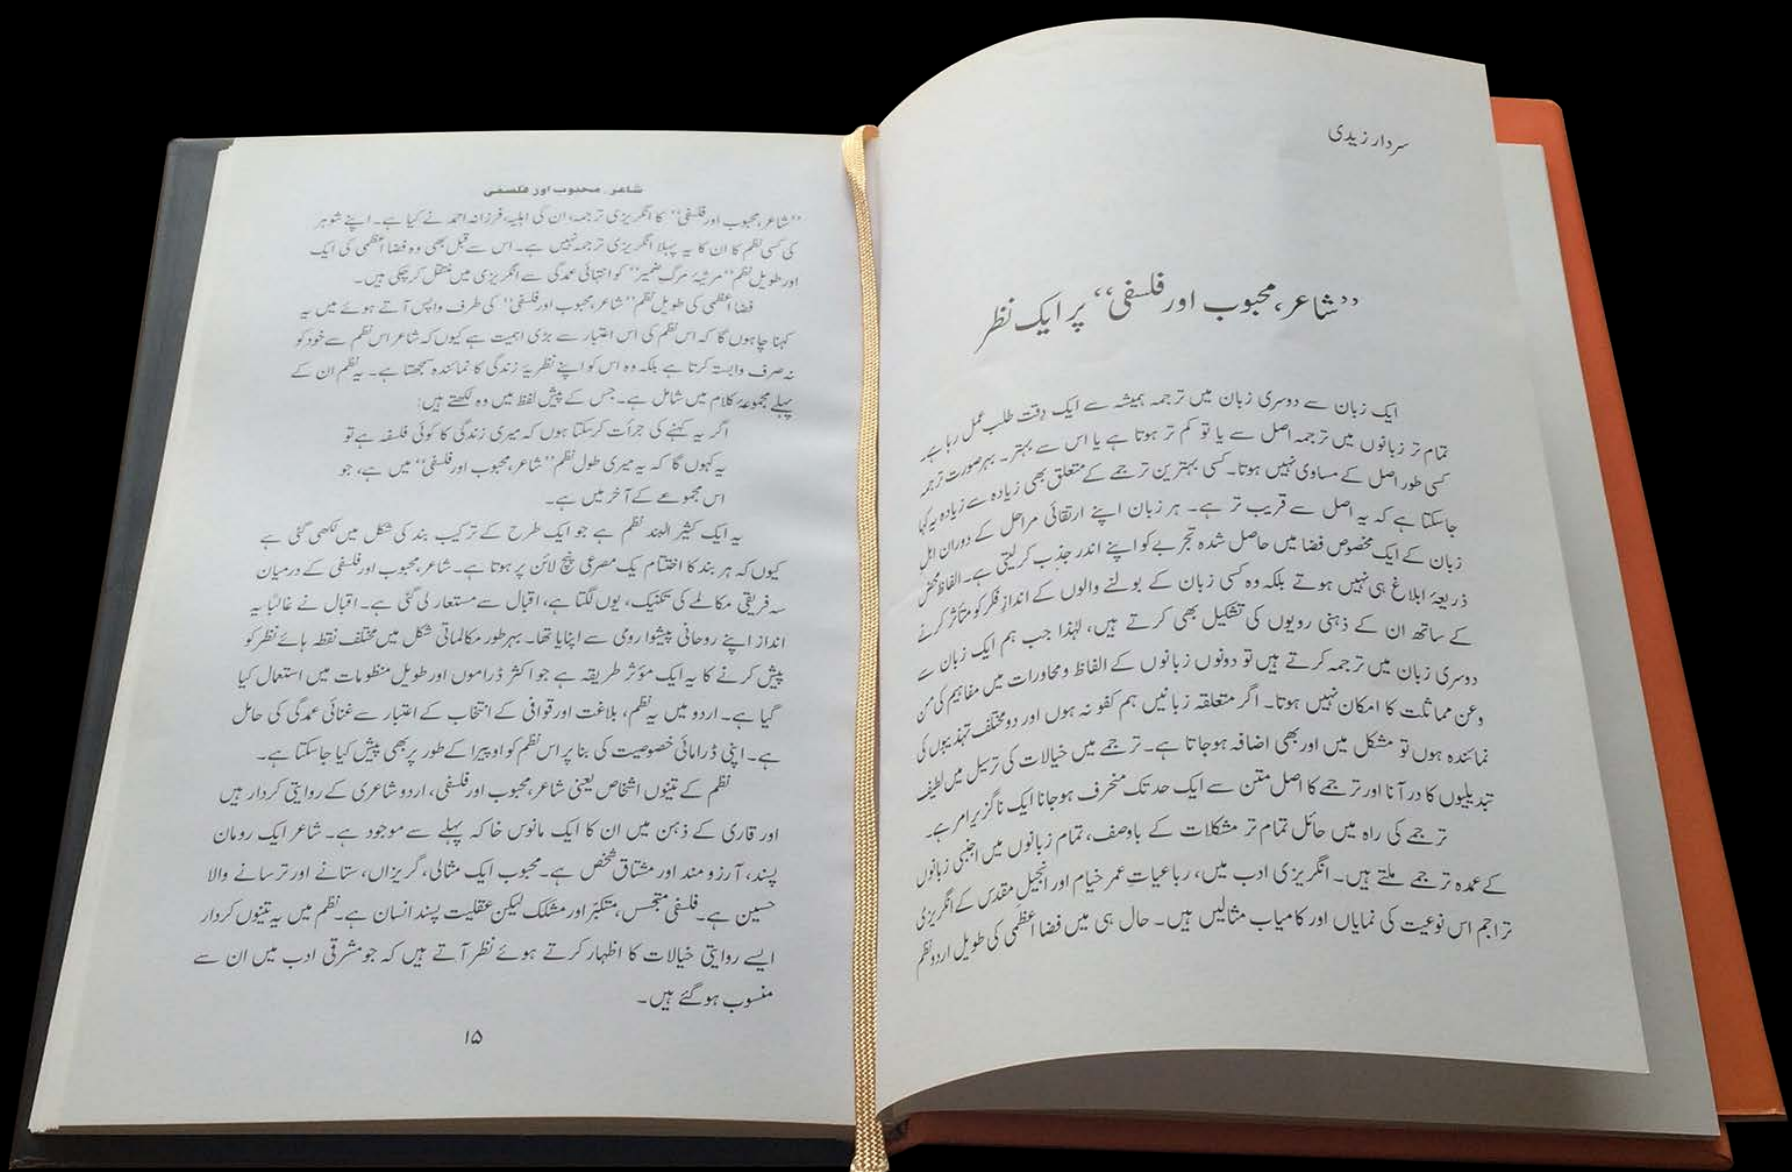 سردار زیدی
’’شاعر، محبوب اور فلسفی‘‘ پر ایک نظر
ایک زبان سے دوسری زبان میں ترجمہ ہمیشہ سے ایک دِقت طلب عمل رہا ہے۔
تمام تر زبانوں میں ترجمہ اصل سے یا تو کم تر ہوتا ہے یا اس سے بہتر۔ بہرصورت ترجمہ
کسی طور اصل کے مساوی نہیں ہوتا۔ کسی بہترین ترجمے کے متعلق بھی زیادہ سے زیادہ یہ کہا
جاسکتا ہے کہ یہ اصل سے قریب تر ہے۔ ہر زبان اپنے ارتقائی مراحل کے دوران اہل
زبان کے ایک مخصوص فضا میں حاصل شدہ تجربے کو اپنے اندر جذب کرلیتی ہے۔ الفاظ محض
ذریعۂ ابلاغ ہی نہیں ہوتے بلکہ وہ کسی زبان کے بولنے والوں کے اندازِ فکر کو متاثر کرنے
کے ساتھ ان کے ذہنی رویوں کی تشکیل بھی کرتے ہیں، لہٰذا جب ہم ایک زبان سے
دوسری زبان میں ترجمہ کرتے ہیں تو دونوں زبانوں کے الفاظ و محاورات میں مفاہیم کی من
و عن مماثلت کا امکان نہیں ہوتا۔ اگر متعلقہ زبانیں ہم کفو نہ ہوں اور دو مختلف تہذیبوں کی
نمائندہ ہوں تو مشکل میں اور بھی اضافہ ہوجاتا ہے۔ ترجمے میں خیالات کی ترسیل میں لطیف
تبدیلیوں کا در آنا اور ترجمے کا اصل متن سے ایک حد تک منحرف ہوجانا ایک ناگزیر امر ہے۔
ترجمے کی راہ میں حائل تمام تر مشکلات کے باوصف، تمام زبانوں میں اجنبی زبانوں
کے عمدہ ترجمے ملتے ہیں۔ انگریزی ادب میں، رباعیاتِ عمر خیام اور انجیلِ مقدس کے انگریزی
تراجم اس نوعیت کی نمایاں اور کامیاب مثالیں ہیں۔ حال ہی میں فضا اعظمی کی طویل اردو نظم
شاعر، محبوب اور فلسفی
’’شاعر، محبوب اور فلسفی‘‘ کا انگریزی ترجمہ، ان کی اہلیہ، فرزانہ احمد نے کیا ہے۔ اپنے شوہر
کی کسی نظم کا ان کا یہ پہلا انگریزی ترجمہ نہیں ہے۔ اس سے قبل بھی وہ فضا اعظمی کی ایک
اور طویل نظم ’’مرثیۂ مرگِ ضمیر‘‘ کو انتہائی عمدگی سے انگریزی میں منتقل کرچکی ہیں۔
فضا اعظمی کی طویل نظم ’’شاعر، محبوب اور فلسفی‘‘ کی طرف واپس آتے ہوئے میں یہ
کہنا چاہوں گا کہ اس نظم کی اس اعتبار سے بڑی اہمیت ہے کیوں کہ شاعر اس نظم سے خود کو
نہ صرف وابستہ کرتا ہے بلکہ وہ اس کو اپنے نظریۂ زندگی کا نمائندہ سمجھتا ہے۔ یہ نظم ان کے
پہلے مجموعۂ کلام میں شامل ہے۔ جس کے پیش لفظ میں وہ لکھتے ہیں:
اگر یہ کہنے کی جرأت کرسکتا ہوں کہ میری زندگی کا کوئی فلسفہ ہے تو
یہ کہوں گا کہ یہ میری طول نظم ’’شاعر، محبوب اور فلسفی‘‘ میں ہے، جو
اس مجموعے کے آخر میں ہے۔
یہ ایک کثیر البند نظم ہے جو ایک طرح کے ترکیب بند کی شکل میں لکھی گئی ہے
کیوں کہ ہر بند کا اختتام یک مصرعی پنچ لائن پر ہوتا ہے۔ شاعر، محبوب اور فلسفی کے درمیان
سہ فریقی مکالمے کی تکنیک، یوں لگتا ہے، اقبال سے مستعار لی گئی ہے۔ اقبال نے غالباً یہ
انداز اپنے روحانی پیشوا رومی سے اپنایا تھا۔ بہرطور مکالماتی شکل میں مختلف نقطہ ہائے نظر کو
پیش کرنے کا یہ ایک مؤثر طریقہ ہے جو اکثر ڈراموں اور طویل منظومات میں استعمال کیا
گیا ہے۔ اردو میں یہ نظم، بلاغت اور قوافی کے انتخاب کے اعتبار سے غنائی عمدگی کی حامل
ہے۔ اپنی ڈرامائی خصوصیت کی بنا پر اس نظم کو اوپیرا کے طور پر بھی پیش کیا جاسکتا ہے۔
نظم کے تینوں اشخاص یعنی شاعر، محبوب اور فلسفی، اردو شاعری کے روایتی کردار ہیں
اور قاری کے ذہن میں ان کا ایک مانوس خاکہ پہلے سے موجود ہے۔ شاعر ایک رومان
پسند، آرزو مند اور مشتاق شخص ہے۔ محبوب ایک مثالی، گریزاں، ستانے اور ترسانے والا
حسین ہے۔ فلسفی متجسس، متکبّر اور مشکک لیکن عقلیت پسند انسان ہے۔ نظم میں یہ تینوں کردار
ایسے روایتی خیالات کا اظہار کرتے ہوئے نظر آتے ہیں کہ جو مشرقی ادب میں ان سے
منسوب ہوگئے ہیں۔
۱۵